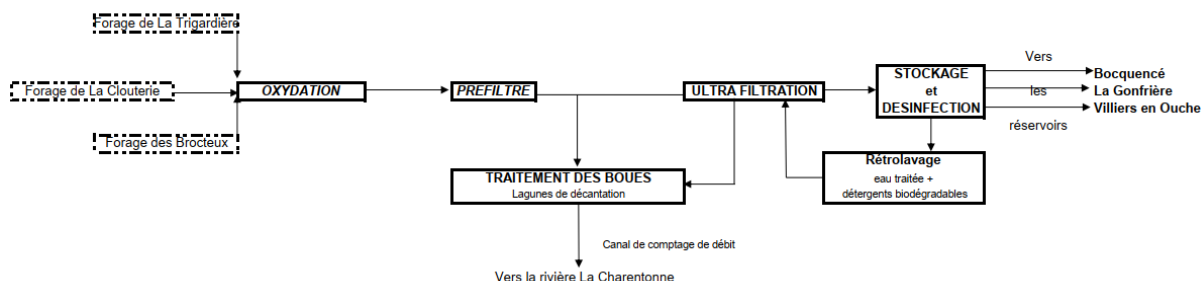 Forage de La Trigardière
Forage de La Clouterie
Forage des Brocteux
OXYDATION
PREFILTRE
ULTRA FILTRATION
STOCKAGE
et
DESINFECTION
Vers
les
réservoirs
Bocquencé
La Gonfrière
Villiers en Ouche
TRAITEMENT DES BOUES
Lagunes de décantation
Rétrolavage
eau traitée +
détergents biodégradables
Canal de comptage de débit
Vers la rivière La Charentonne